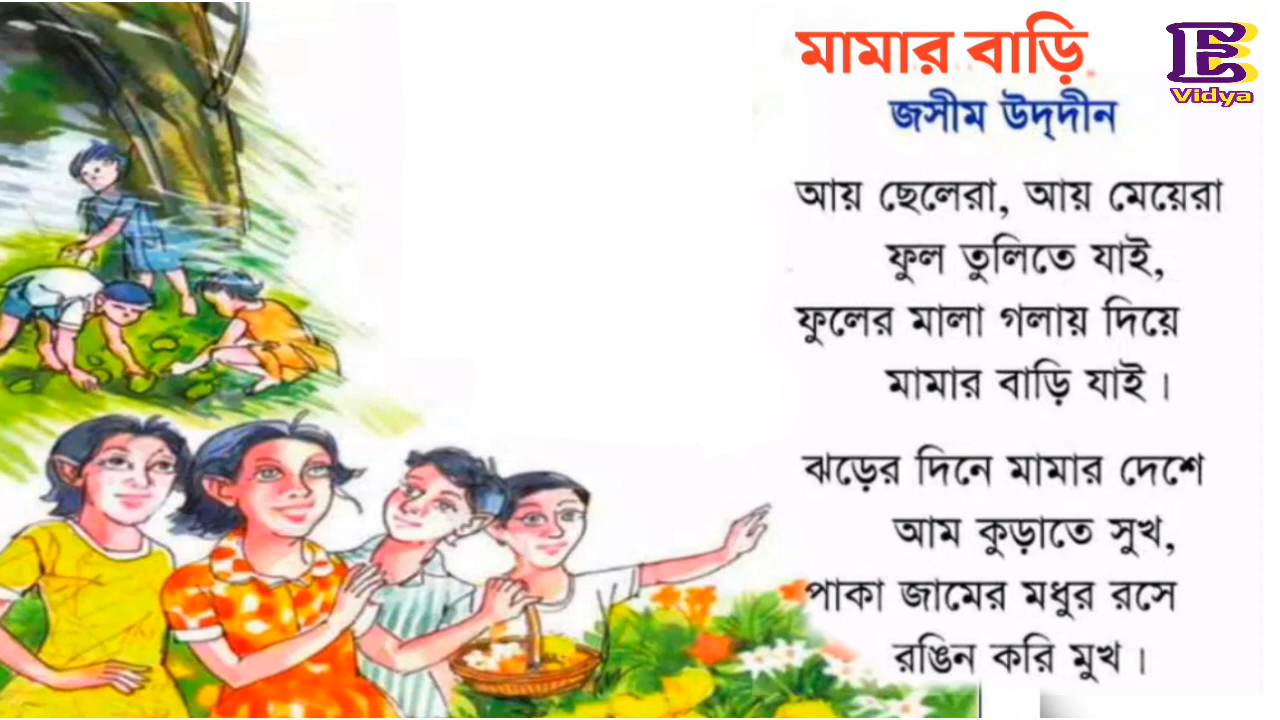 মামার বাড়ি
জসীম উদ্‌দীন
E
Vidya
আয় ছেলেরা, আয় মেয়েরা
ফুল তুলিতে যাই,
ফুলের মালা গলায় দিয়ে
মামার বাড়ি যাই।
ঝড়ের দিনে মামার দেশে
আম কুড়াতে সুখ,
পাকা জামের মধুর রসে
রঙিন করি মুখ।